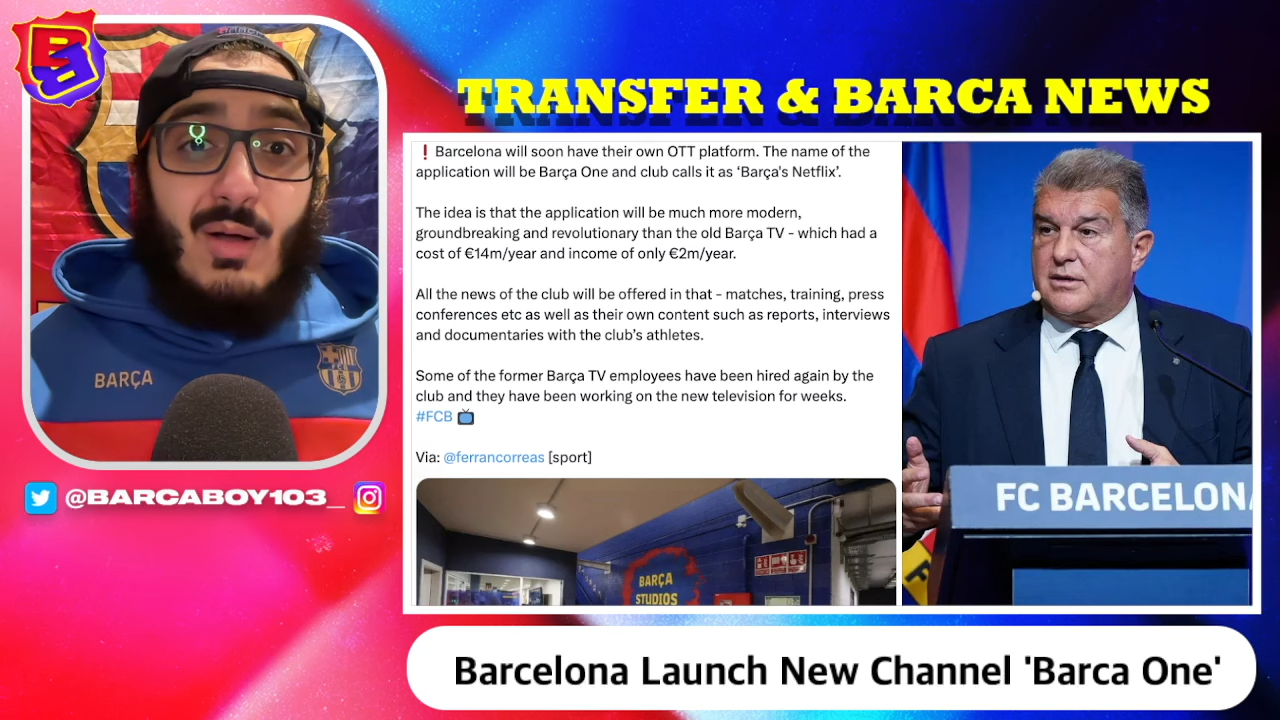 TRANSFER & BARCA NEWS
❗ Barcelona will soon have their own OTT platform. The name of the
application will be Barça One and club calls it as ‘Barça's Netflix’.
The idea is that the application will be much more modern,
groundbreaking and revolutionary than the old Barça TV - which had a
cost of €14m/year and income of only €2m/year.
All the news of the club will be offered in that - matches, training, press
conferences etc as well as their own content such as reports, interviews
and documentaries with the club’s athletes.
Some of the former Barça TV employees have been hired again by the
club and they have been working on the new television for weeks.
#FCB 📺
Via: @ferrancorreas [sport]
BARÇA
STUDIOS
FC BARCELONA
BARÇA
@BARCABOY103_
Barcelona Launch New Channel 'Barca One'